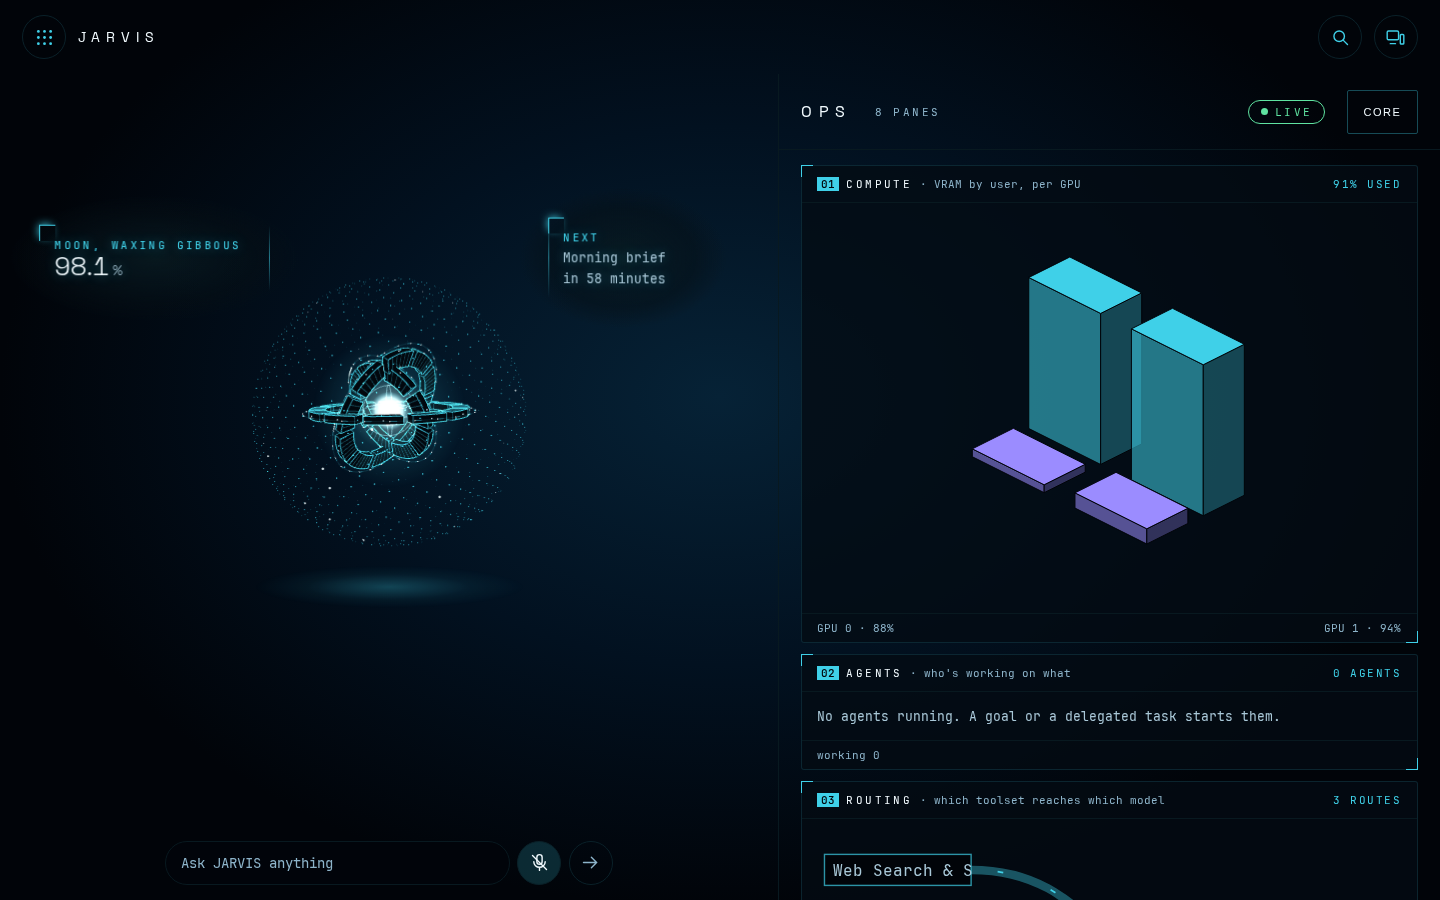 JARVIS
OPS 8 PANES LIVE CORE
01 COMPUTE · VRAM by user, per GPU 91% USED
MOON, WAXING GIBBOUS
98.1 %
NEXT
Morning brief
in 58 minutes
GPU 0 · 88% GPU 1 · 94%
02 AGENTS · who's working on what 0 AGENTS
No agents running. A goal or a delegated task starts them.
working 0
03 ROUTING · which toolset reaches which model 3 ROUTES
Web Search & S
Ask JARVIS anything